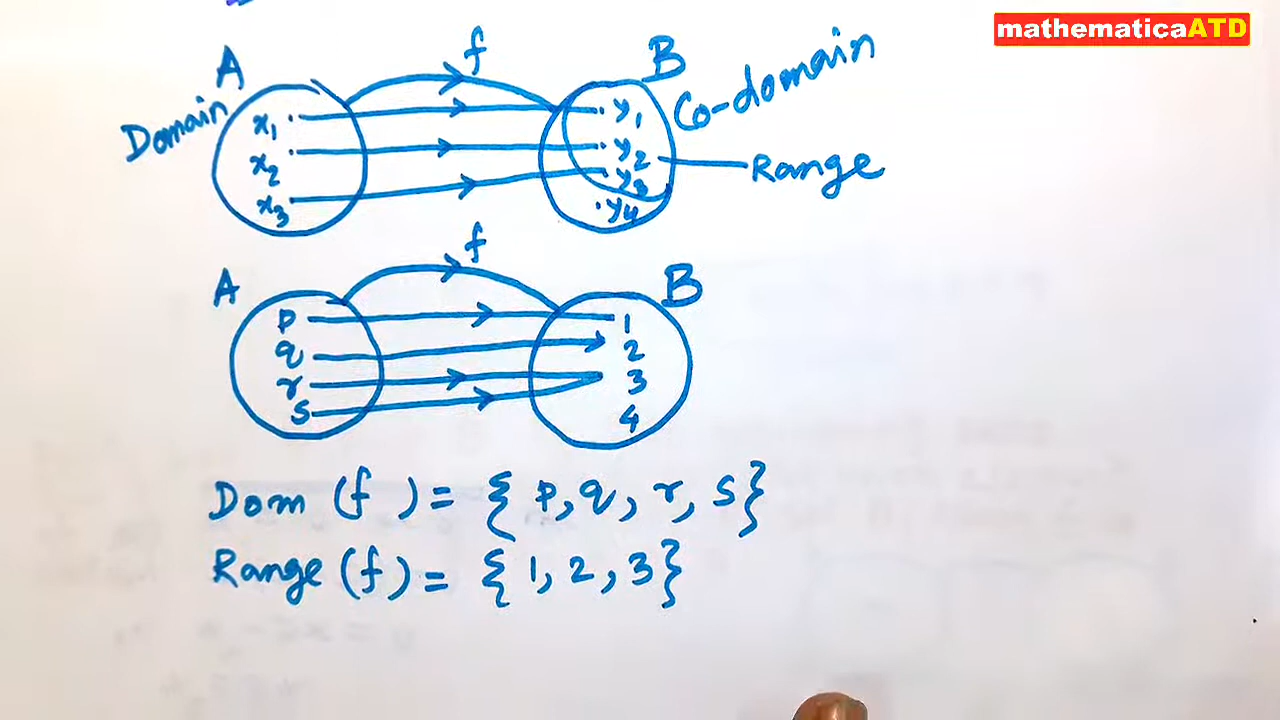 mathematicaATD
A f B
Domain Co-domain
x₁ y₁
x₂ y₂ Range
x₃ y₃
y₄
A f B
p 1
q 2
r 3
s 4
Dom (f) = {p, q, r, s}
Range (f) = {1, 2, 3}